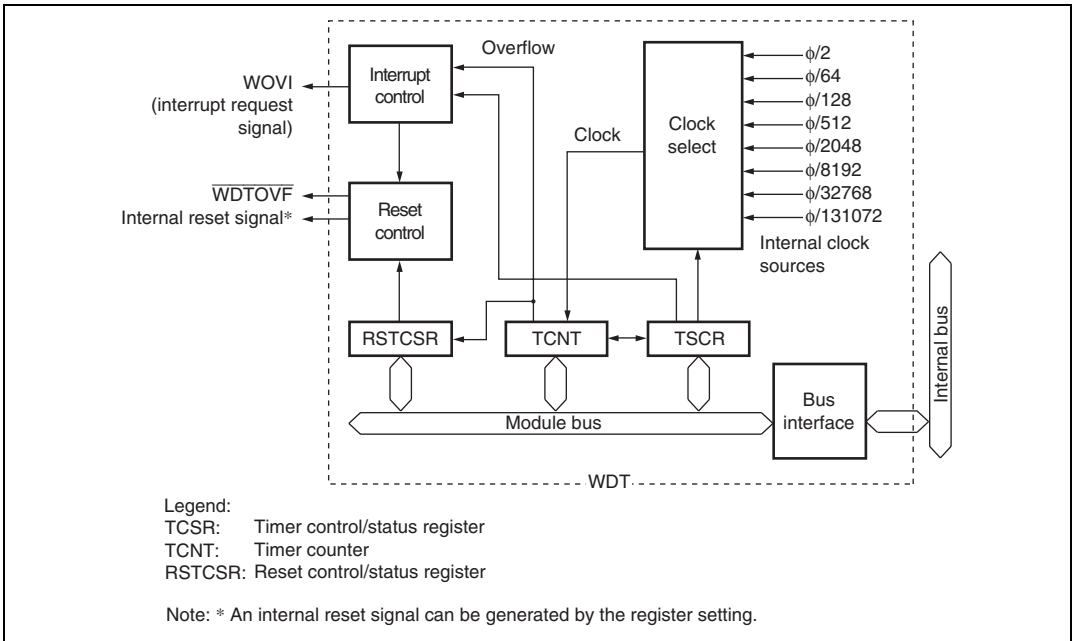 Overflow
Interrupt
control
WOVI
(interrupt request
signal)
WDTOVF
Internal reset signal*
Reset
control
Clock
Clock
select
ϕ/2
ϕ/64
ϕ/128
ϕ/512
ϕ/2048
ϕ/8192
ϕ/32768
ϕ/131072
Internal clock
sources
RSTCSR
TCNT
TSCR
Module bus
Bus
interface
Internal bus
WDT
Legend:
TCSR: Timer control/status register
TCNT: Timer counter
RSTCSR: Reset control/status register
Note: * An internal reset signal can be generated by the register setting.